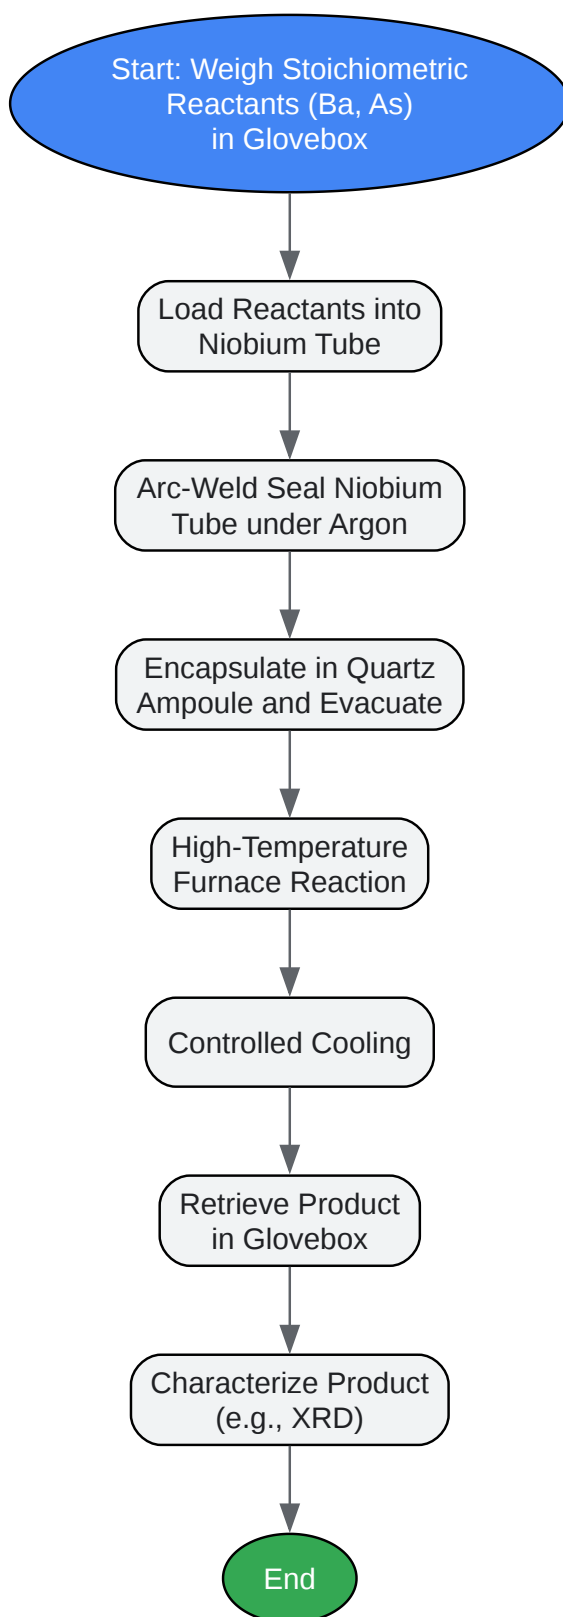 Start: Weigh Stoichiometric
Reactants (Ba, As)
in Glovebox
Load Reactants into
Niobium Tube
Arc-Weld Seal Niobium
Tube under Argon
Encapsulate in Quartz
Ampoule and Evacuate
High-Temperature
Furnace Reaction
Controlled Cooling
Retrieve Product
in Glovebox
Characterize Product
(e.g., XRD)
End